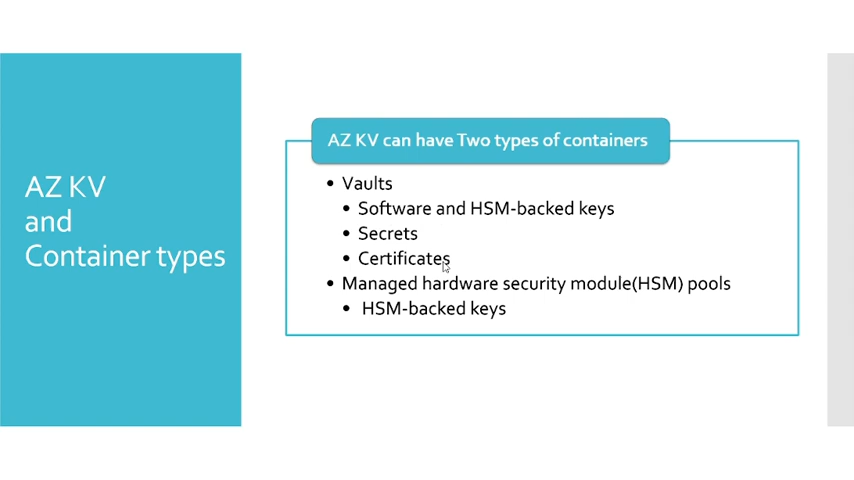 AZ KV
and
Container types
AZ KV can have Two types of containers
• Vaults
• Software and HSM-backed keys
• Secrets
• Certificates
• Managed hardware security module(HSM) pools
• HSM-backed keys